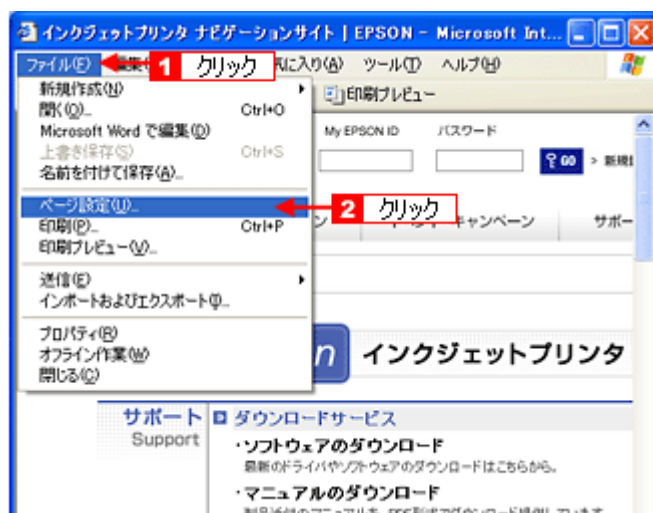 インクジェットプリンタ ナビゲーションサイト | EPSON - Microsoft Int...
ファイル(F) 1 クリック (A) ツール(T) ヘルプ(H)
新規作成(N)
印刷プレビュー
開く(O)... Ctrl+O
Microsoft Word で編集(D)
My EPSON ID パスワード
上書き保存(S) Ctrl+S
GO >
名前を付けて保存(A)...
ページ設定(U)... 2 クリック
キャンペーン サポー
印刷(P)... Ctrl+P
印刷プレビュー(V)...
送信(E)
インポートおよびエクスポート(I)...
プロパティ(R)
オフライン作業(W)
閉じる(C)
n インクジェットプリンタ
サポート ダウンロードサービス
Support ・ソフトウェアのダウンロード
最新のドライバやソフトウェアのダウンロードはこちらから。
・マニュアルのダウンロード